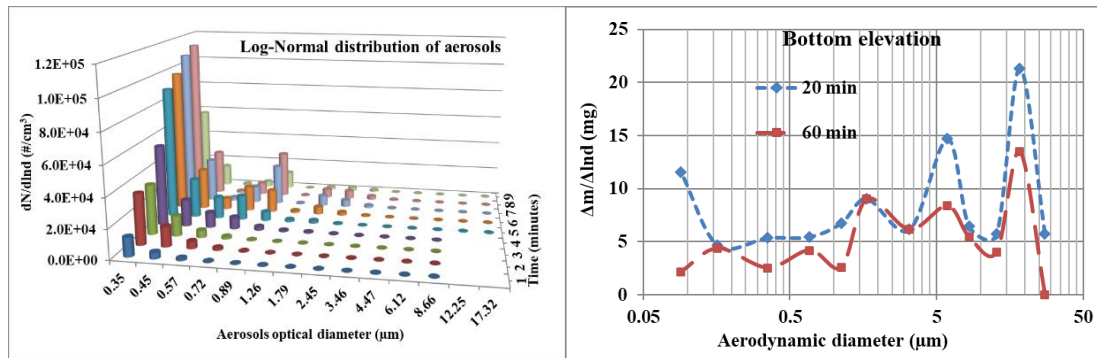 Log-Normal distribution of aerosols
1.2E+05
1.0E+05
8.0E+04
6.0E+04
4.0E+04
2.0E+04
0.0E+00
dN/dlnd (#/cm³)
0.35 0.45 0.57 0.72 0.89 1.26 1.79 2.45 3.46 4.47 6.12 8.66 12.25 17.32
Aerosols optical diameter (μm)
1 2 3 4 5 6 7 8 9
Time (minutes)
Bottom elevation
20 min
60 min
25
20
15
10
5
0
Δm/Δlnd (mg)
0.05 0.5 5 50
Aerodynamic diameter (μm)